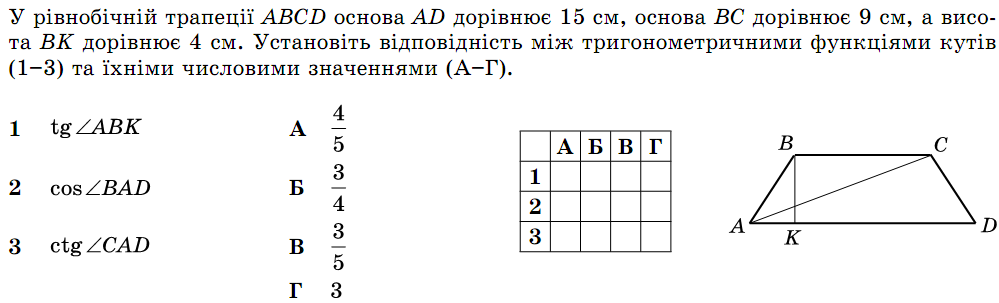 У рівнобічній трапеції ABCD основа AD дорівнює 15 см, основа BC дорівнює 9 см, а висо-
та BK дорівнює 4 см. Установіть відповідність між тригонометричними функціями кутів
(1–3) та їхніми числовими значеннями (А–Г).
1 tg∠ABK А 4/5
2 cos∠BAD Б 3/4
3 ctg∠CAD В 3/5
Г 3
А Б В Г
1
2
3
B C
A K D